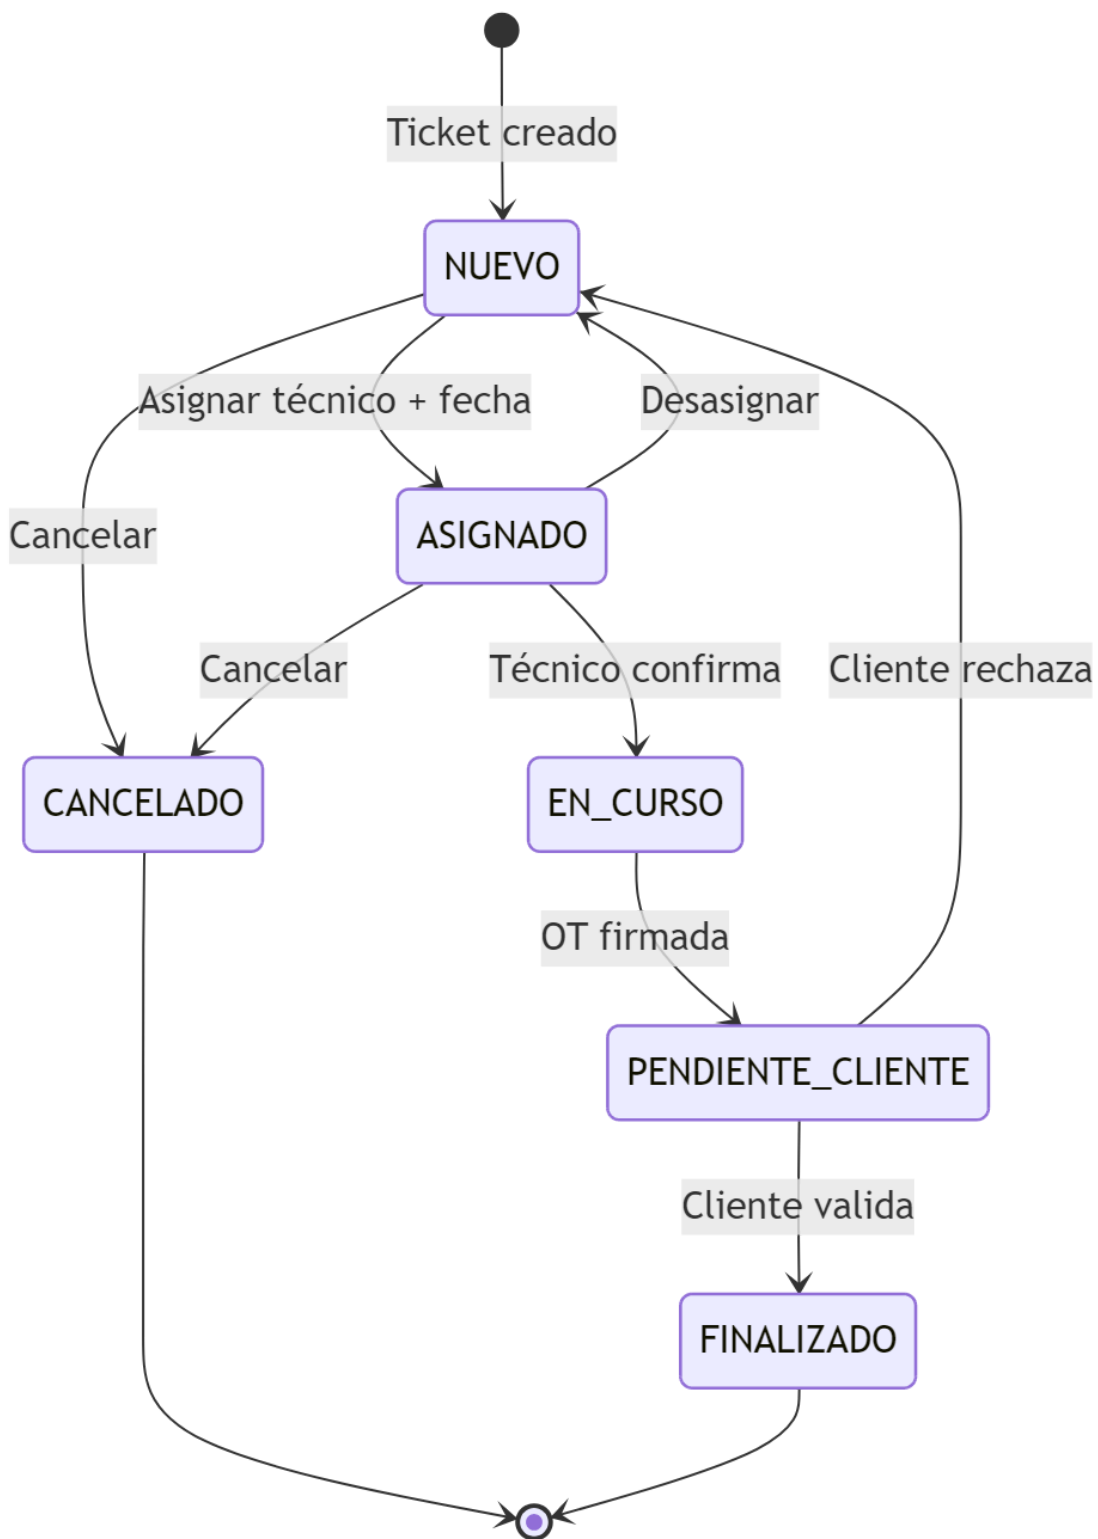 Ticket creado
NUEVO
Asignar técnico + fecha
Desasignar
Cancelar
ASIGNADO
Cancelar
Técnico confirma
Cliente rechaza
CANCELADO
EN_CURSO
OT firmada
PENDIENTE_CLIENTE
Cliente valida
FINALIZADO